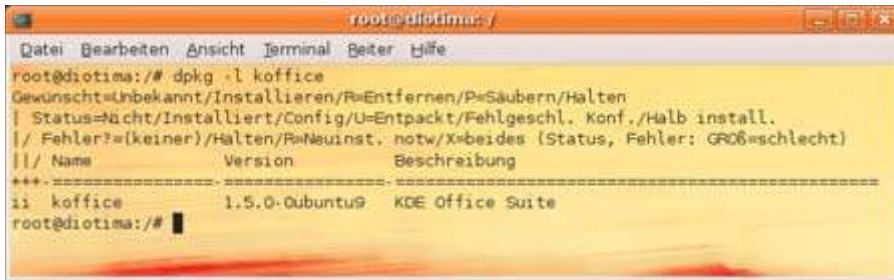 root@diotima: /
Datei Bearbeiten Ansicht Terminal Reiter Hilfe
root@diotima:/# dpkg -l koffice
Gewünscht=Unbekannt/Installieren/R=Entfernen/P=Säubern/Halten
| Status=Nicht/Installiert/Config/U=Entpackt/Fehlgeschl. Konf./Halb install.
|/ Fehler?=(keiner)/Halten/R=Neuinst. notw/X=beides (Status, Fehler: GROß=schlecht)
||/ Name Version Beschreibung
+++-==================-==================-====================================================
ii koffice 1.5.0-0ubuntu9 KDE Office Suite
root@diotima:/#